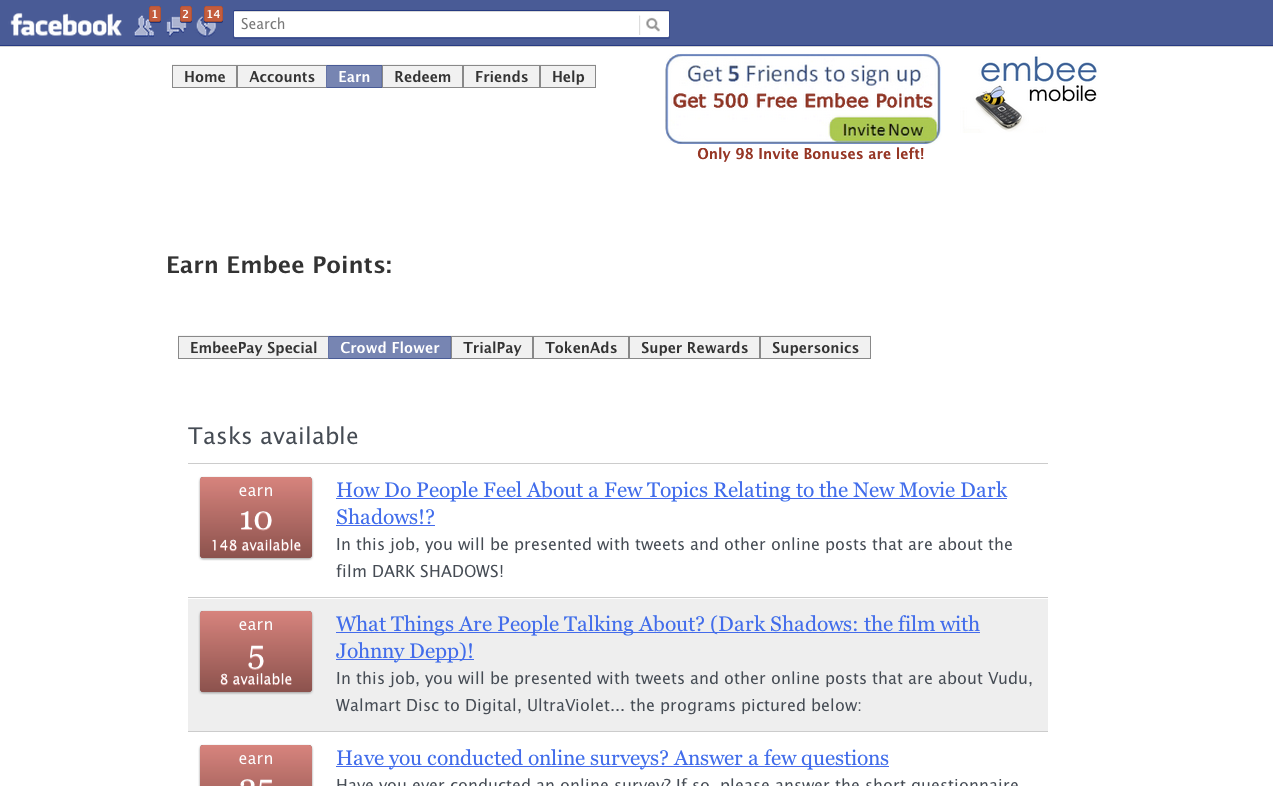 facebook
1
2
14
Search
Home Accounts Earn Redeem Friends Help
Get 5 Friends to sign up
Get 500 Free Embee Points
Invite Now
Only 98 Invite Bonuses are left!
embee
mobile
Earn Embee Points:
EmbeePay Special Crowd Flower TrialPay TokenAds Super Rewards Supersonics
Tasks available
earn
10
148 available
How Do People Feel About a Few Topics Relating to the New Movie Dark
Shadows!?
In this job, you will be presented with tweets and other online posts that are about the
film DARK SHADOWS!
earn
5
8 available
What Things Are People Talking About? (Dark Shadows: the film with
Johnny Depp)!
In this job, you will be presented with tweets and other online posts that are about Vudu,
Walmart Disc to Digital, UltraViolet... the programs pictured below:
earn
Have you conducted online surveys? Answer a few questions
Have you ever conducted an online survey? If so, please answer the short questionnaire